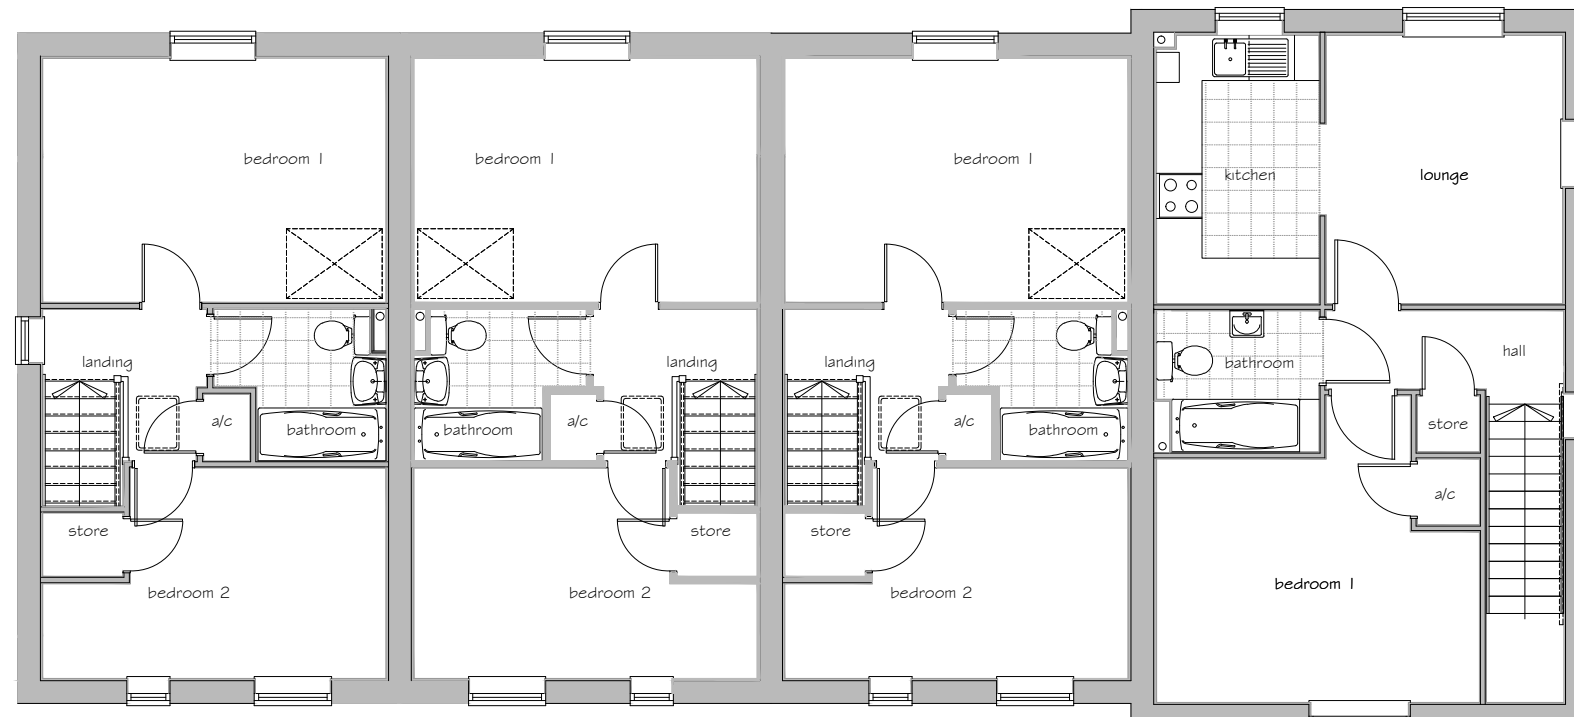 bedroom 1
bedroom 1
bedroom 1
kitchen
lounge
landing
landing
landing
bathroom
hall
a/c
bathroom
bathroom
a/c
a/c
bathroom
store
a/c
store
store
store
bedroom 1
bedroom 2
bedroom 2
bedroom 2